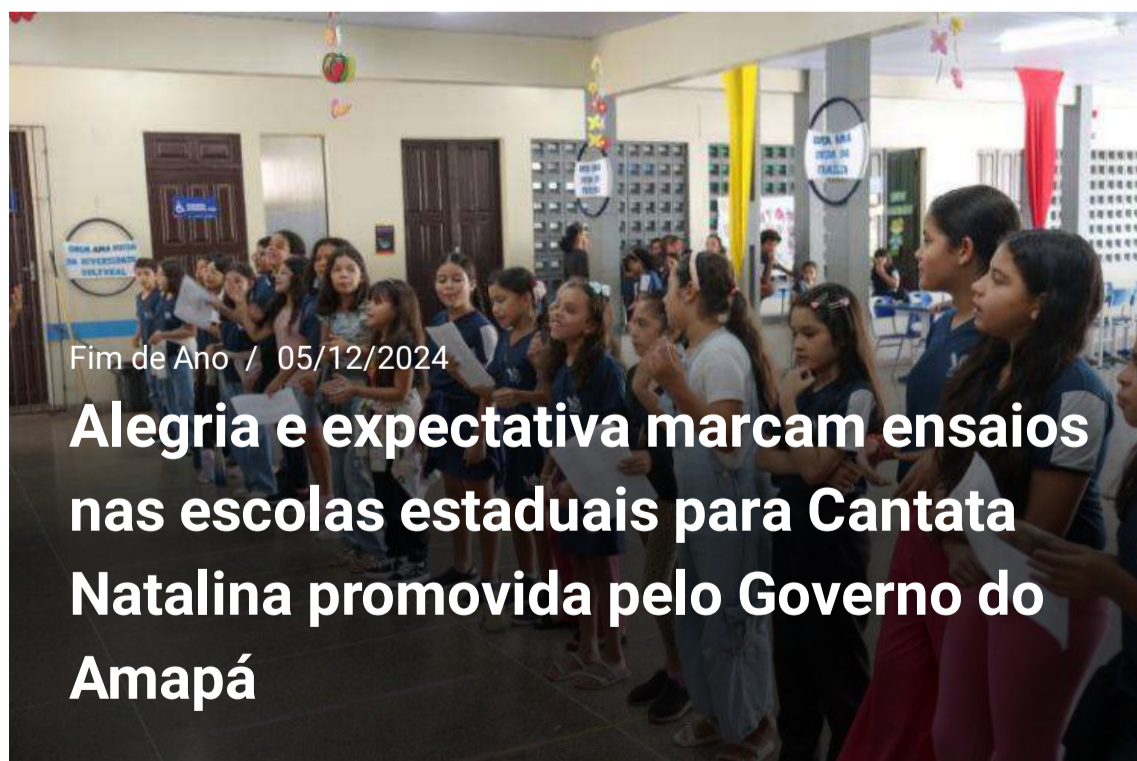 Fim de Ano / 05/12/2024
Alegria e expectativa marcam ensaios
nas escolas estaduais para Cantata
Natalina promovida pelo Governo do
Amapá